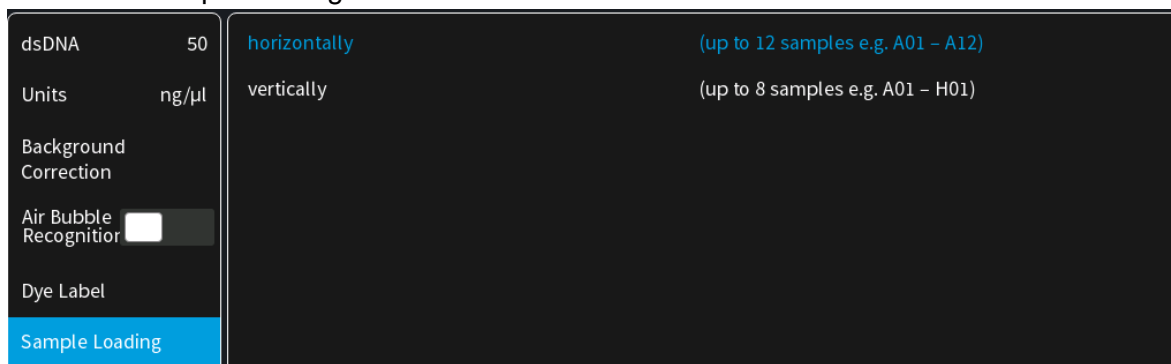 dsDNA 50
Units ng/µl
Background
Correction
Air Bubble
Recognition
Dye Label
Sample Loading
horizontally (up to 12 samples e.g. A01 – A12)
vertically (up to 8 samples e.g. A01 – H01)